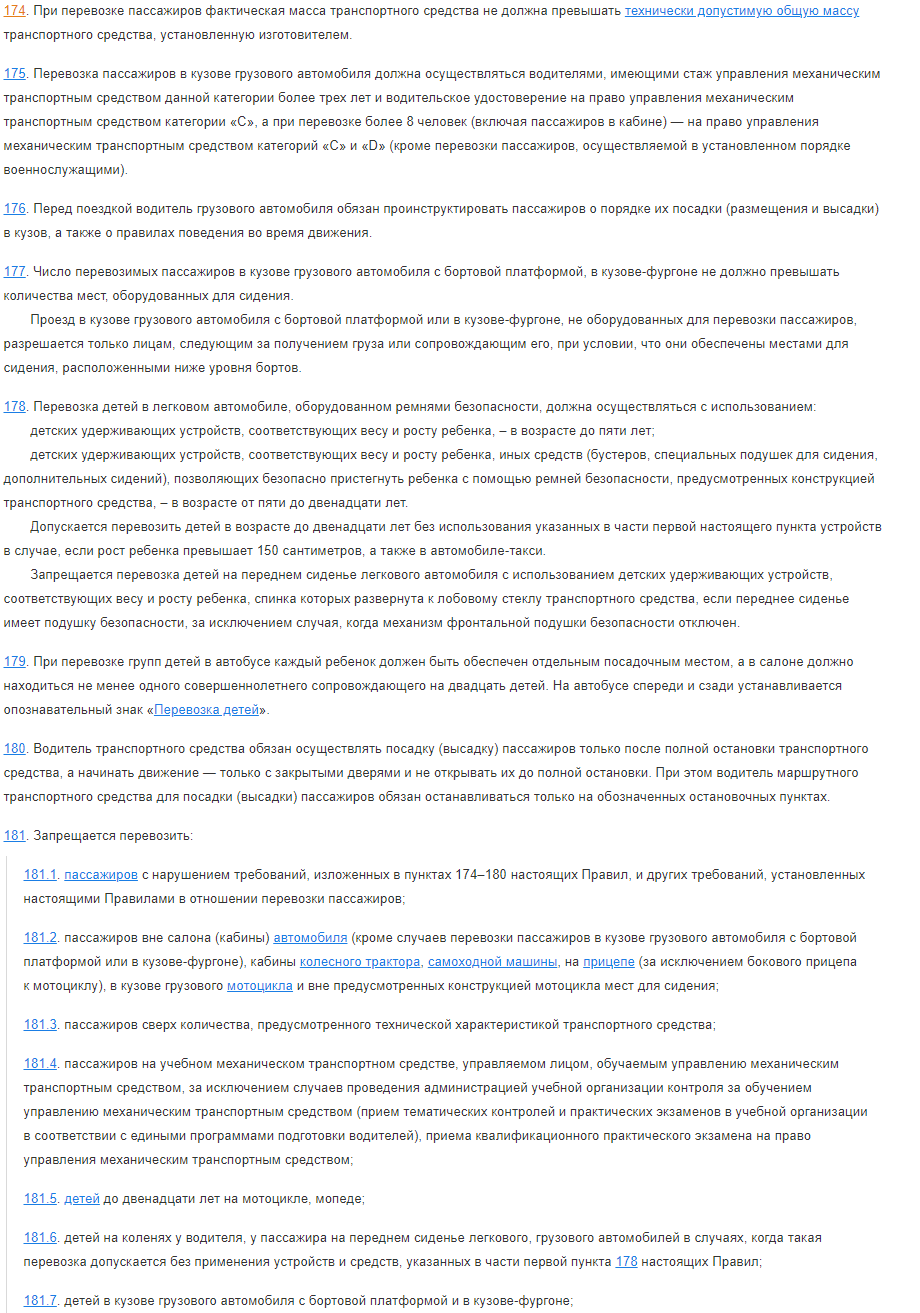 174. При перевозке пассажиров фактическая масса транспортного средства не должна превышать технически допустимую общую массу
транспортного средства, установленную изготовителем.
175. Перевозка пассажиров в кузове грузового автомобиля должна осуществляться водителями, имеющими стаж управления механическим
транспортным средством данной категории более трех лет и водительское удостоверение на право управления механическим
транспортным средством категории «С», а при перевозке более 8 человек (включая пассажиров в кабине) — на право управления
механическим транспортным средством категорий «С» и «D» (кроме перевозки пассажиров, осуществляемой в установленном порядке
военнослужащими).
176. Перед поездкой водитель грузового автомобиля обязан проинструктировать пассажиров о порядке их посадки (размещения и высадки)
в кузов, а также о правилах поведения во время движения.
177. Число перевозимых пассажиров в кузове грузового автомобиля с бортовой платформой, в кузове-фургоне не должно превышать
количества мест, оборудованных для сидения.
Проезд в кузове грузового автомобиля с бортовой платформой или в кузове-фургоне, не оборудованных для перевозки пассажиров,
разрешается только лицам, следующим за получением груза или сопровождающим его, при условии, что они обеспечены местами для
сидения, расположенными ниже уровня бортов.
178. Перевозка детей в легковом автомобиле, оборудованном ремнями безопасности, должна осуществляться с использованием:
детских удерживающих устройств, соответствующих весу и росту ребенка, – в возрасте до пяти лет;
детских удерживающих устройств, соответствующих весу и росту ребенка, иных средств (бустеров, специальных подушек для сидения,
дополнительных сидений), позволяющих безопасно пристегнуть ребенка с помощью ремней безопасности, предусмотренных конструкцией
транспортного средства, – в возрасте от пяти до двенадцати лет.
Допускается перевозить детей в возрасте до двенадцати лет без использования указанных в части первой настоящего пункта устройств
в случае, если рост ребенка превышает 150 сантиметров, а также в автомобиле-такси.
Запрещается перевозка детей на переднем сиденье легкового автомобиля с использованием детских удерживающих устройств,
соответствующих весу и росту ребенка, спинка которых развернута к лобовому стеклу транспортного средства, если переднее сиденье
имеет подушку безопасности, за исключением случая, когда механизм фронтальной подушки безопасности отключен.
179. При перевозке групп детей в автобусе каждый ребенок должен быть обеспечен отдельным посадочным местом, а в салоне должно
находиться не менее одного совершеннолетнего сопровождающего на двадцать детей. На автобусе спереди и сзади устанавливается
опознавательный знак «Перевозка детей».
180. Водитель транспортного средства обязан осуществлять посадку (высадку) пассажиров только после полной остановки транспортного
средства, а начинать движение — только с закрытыми дверями и не открывать их до полной остановки. При этом водитель маршрутного
транспортного средства для посадки (высадки) пассажиров обязан останавливаться только на обозначенных остановочных пунктах.
181. Запрещается перевозить:
181.1. пассажиров с нарушением требований, изложенных в пунктах 174–180 настоящих Правил, и других требований, установленных
настоящими Правилами в отношении перевозки пассажиров;
181.2. пассажиров вне салона (кабины) автомобиля (кроме случаев перевозки пассажиров в кузове грузового автомобиля с бортовой
платформой или в кузове-фургоне), кабины колесного трактора, самоходной машины, на прицепе (за исключением бокового прицепа
к мотоциклу), в кузове грузового мотоцикла и вне предусмотренных конструкцией мотоцикла мест для сидения;
181.3. пассажиров сверх количества, предусмотренного технической характеристикой транспортного средства;
181.4. пассажиров на учебном механическом транспортном средстве, управляемом лицом, обучаемым управлению механическим
транспортным средством, за исключением случаев проведения администрацией учебной организации контроля за обучением
управлению механическим транспортным средством (прием тематических контролей и практических экзаменов в учебной организации
в соответствии с едиными программами подготовки водителей), приема квалификационного практического экзамена на право
управления механическим транспортным средством;
181.5. детей до двенадцати лет на мотоцикле, мопеде;
181.6. детей на коленях у водителя, у пассажира на переднем сиденье легкового, грузового автомобилей в случаях, когда такая
перевозка допускается без применения устройств и средств, указанных в части первой пункта 178 настоящих Правил;
181.7. детей в кузове грузового автомобиля с бортовой платформой и в кузове-фургоне;